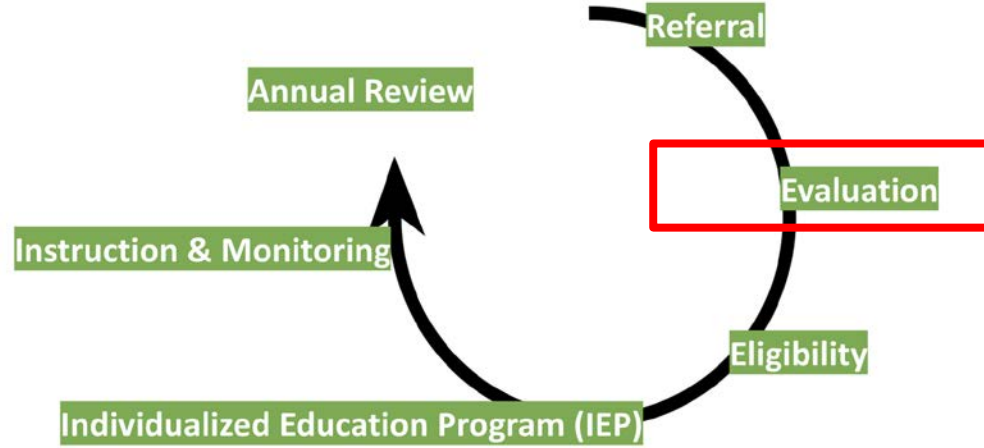 Referral
Annual Review
Evaluation
Instruction & Monitoring
Eligibility
Individualized Education Program (IEP)